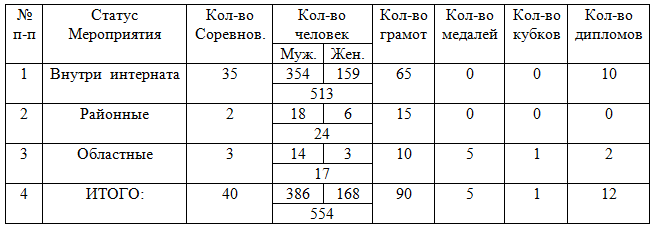 № п-п Статус Мероприятия Кол-во Соревнов. Кол-во человек Кол-во грамот Кол-во медалей Кол-во кубков Кол-во дипломов
Муж. Жен.
1 Внутри интерната 35 354 159 65 0 0 10
513
2 Районные 2 18 6 15 0 0 0
24
3 Областные 3 14 3 10 5 1 2
17
4 ИТОГО: 40 386 168 90 5 1 12
554